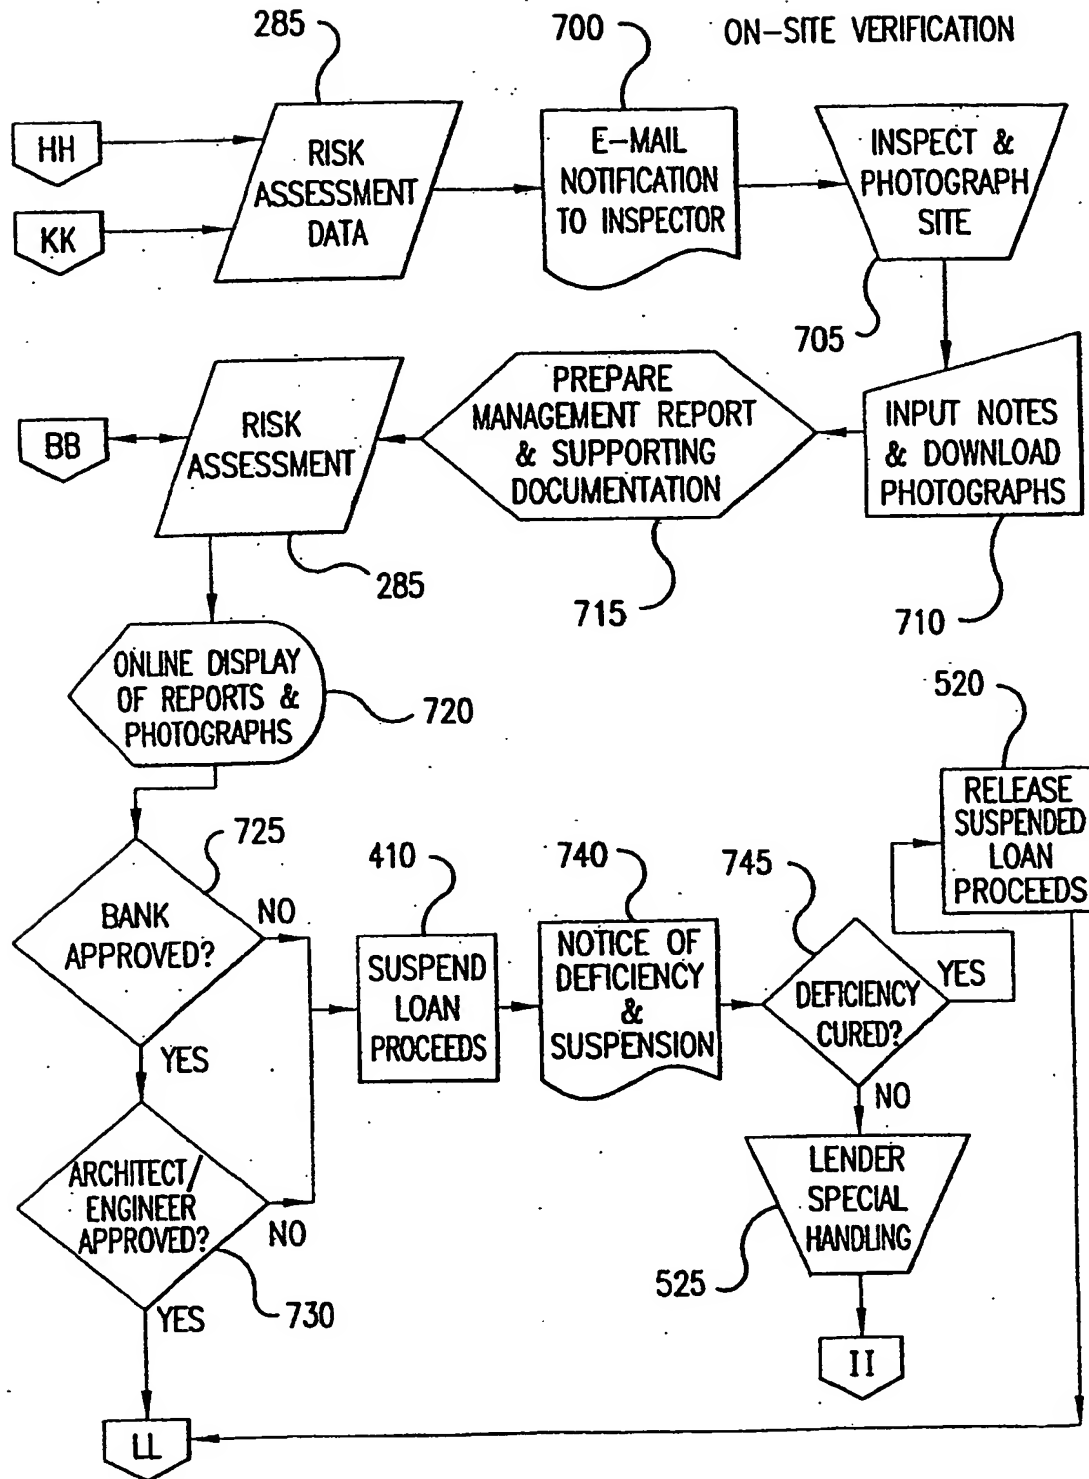 285
700
ON-SITE VERIFICATION
HH
KK
RISK
ASSESSMENT
DATA
E-MAIL
NOTIFICATION
TO INSPECTOR
INSPECT &
PHOTOGRAPH
SITE
705
BB
RISK
ASSESSMENT
285
PREPARE
MANAGEMENT REPORT
& SUPPORTING
DOCUMENTATION
715
INPUT NOTES
& DOWNLOAD
PHOTOGRAPHS
710
ONLINE DISPLAY
OF REPORTS &
PHOTOGRAPHS
720
520
RELEASE
SUSPENDED
LOAN
PROCEEDS
725
BANK
APPROVED?
NO
YES
410
SUSPEND
LOAN
PROCEEDS
740
NOTICE OF
DEFICIENCY
&
SUSPENSION
745
DEFICIENCY
CURED?
YES
NO
ARCHITECT/
ENGINEER
APPROVED?
NO
730
YES
LENDER
SPECIAL
HANDLING
525
II
LL